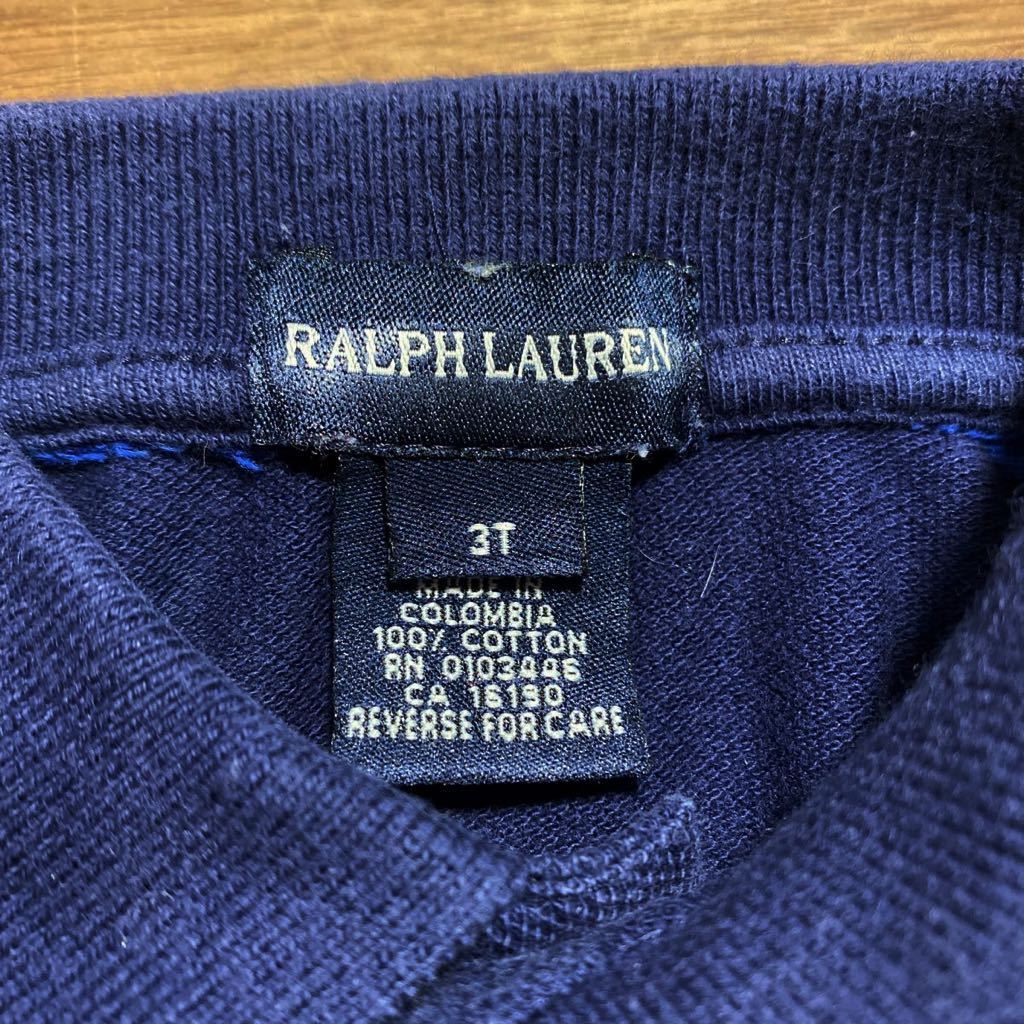 RALPH LAUREN
3T
MADE IN
COLOMBIA
100% COTTON
RN 0103446
CA 16190
REVERSE FOR CARE